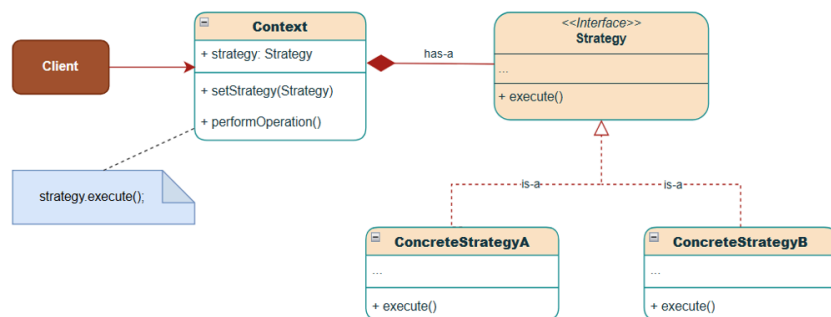 Client
Context
+ strategy: Strategy
+ setStrategy(Strategy)
+ performOperation()
strategy.execute();
has-a
<<Interface>>
Strategy
...
+ execute()
is-a
is-a
ConcreteStrategyA
...
+ execute()
ConcreteStrategyB
...
+ execute()